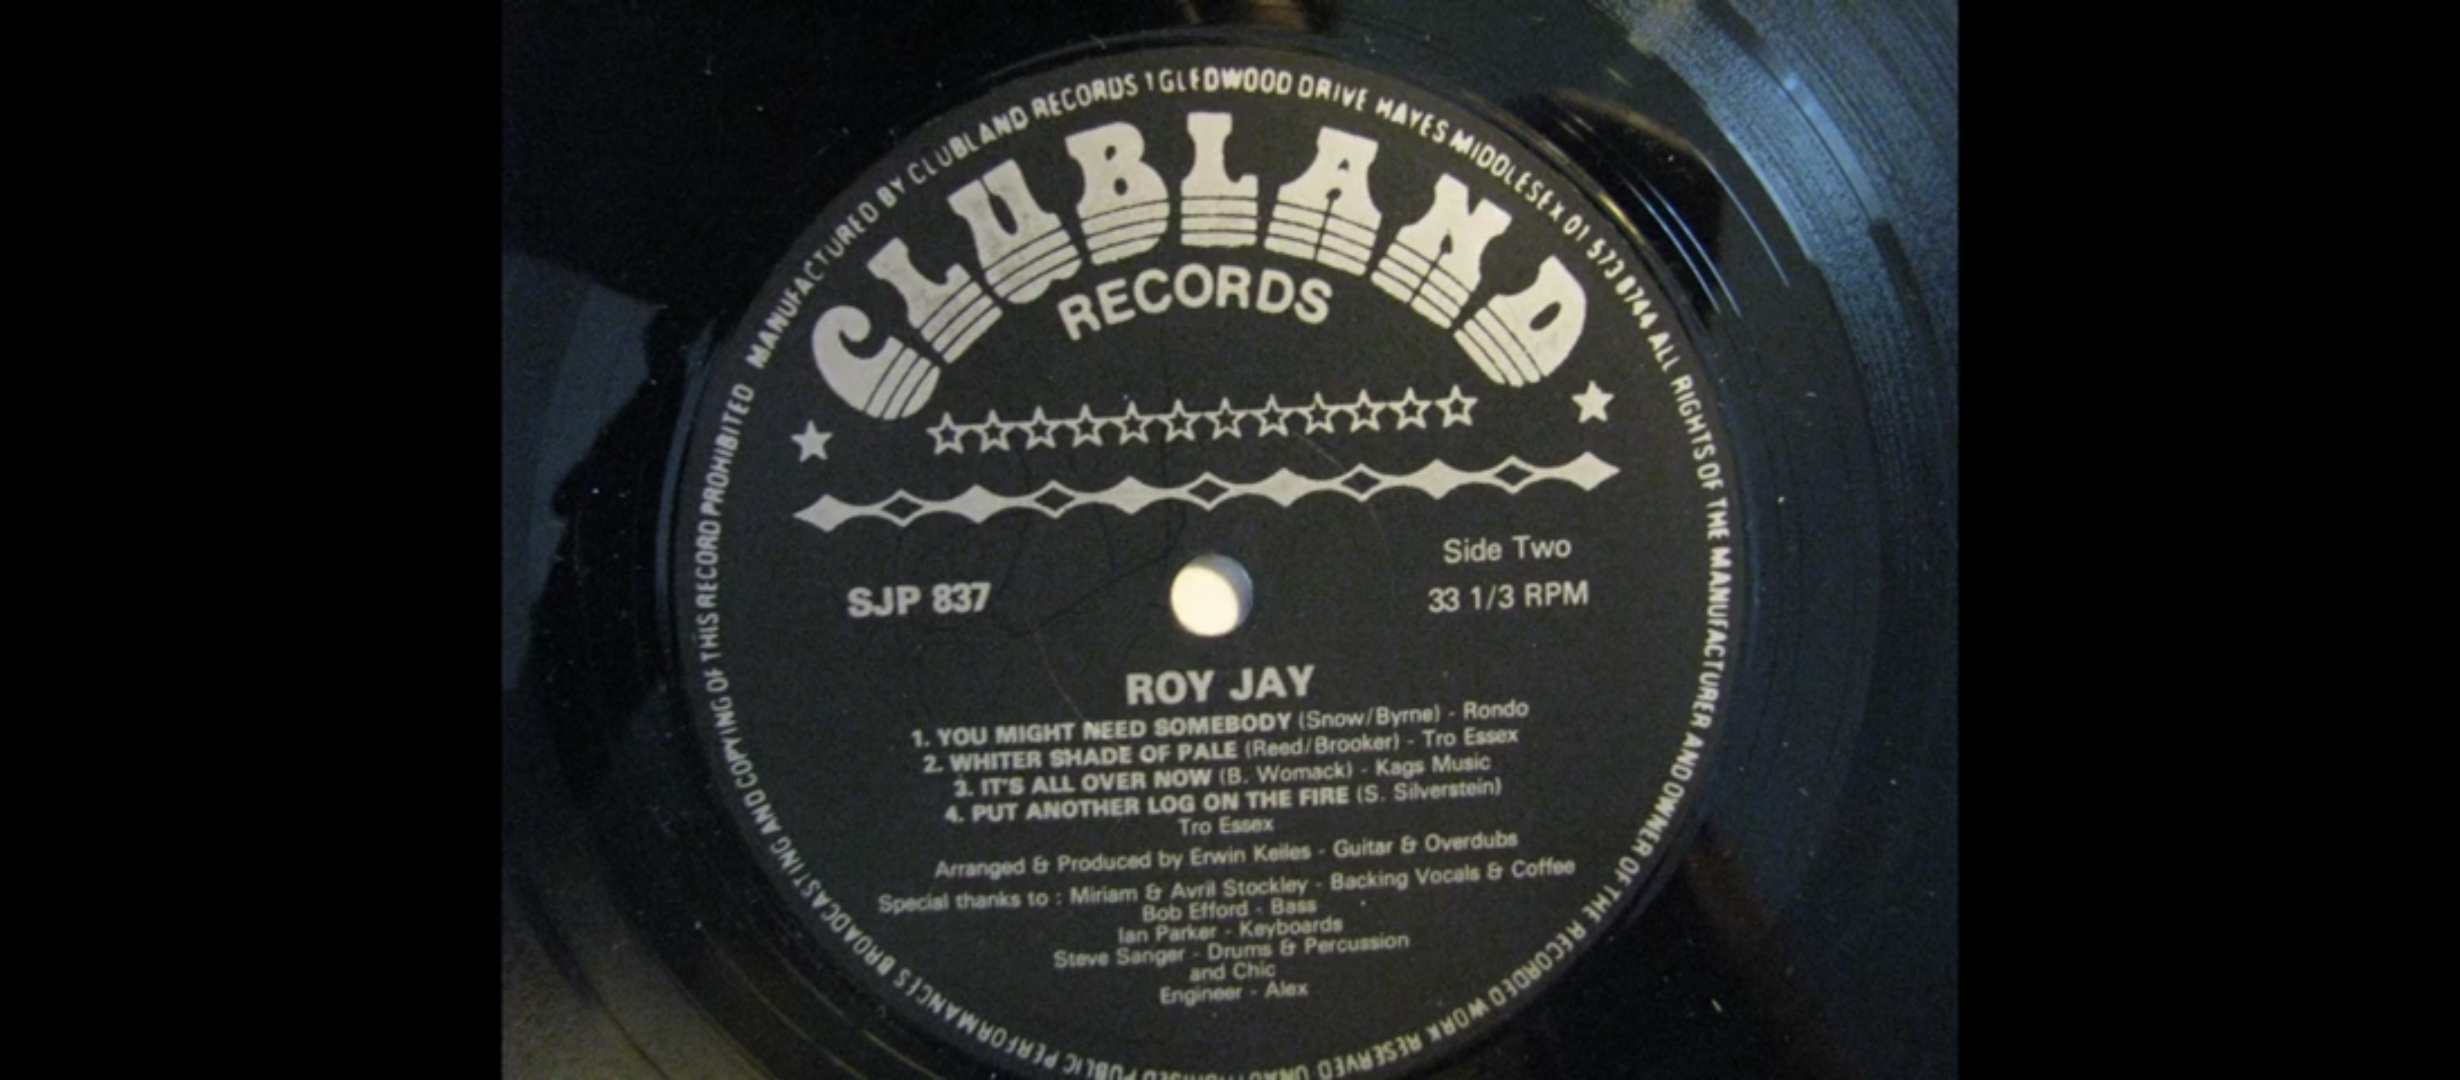 MANUFACTURED BY CLUBLAND RECORDS 1 GLEDWOOD DRIVE HAYES MIDDLESEX 01 573 8744 ALL RIGHTS OF THE MANUFACTURER AND OWNER OF THE RECORDED WORK RESERVED UNAUTHORISED PUBLIC PERFORMANCES BROADCASTING AND COPYING OF THIS RECORD PROHIBITED
CLUBLAND
RECORDS
Side Two
SJP 837
33 1/3 RPM
ROY JAY
1. YOU MIGHT NEED SOMEBODY (Snow/Byrne) - Rondo
2. WHITER SHADE OF PALE (Reed/Brooker) - Tro Essex
3. IT'S ALL OVER NOW (B. Womack) - Kags Music
4. PUT ANOTHER LOG ON THE FIRE (S. Silverstein)
Tro Essex
Arranged & Produced by Erwin Keiles - Guitar & Overdubs
Special thanks to : Miriam & Avril Stockley - Backing Vocals & Coffee
Bob Efford - Bass
Ian Parker - Keyboards
Steve Sanger - Drums & Percussion
and Chic
Engineer - Alex